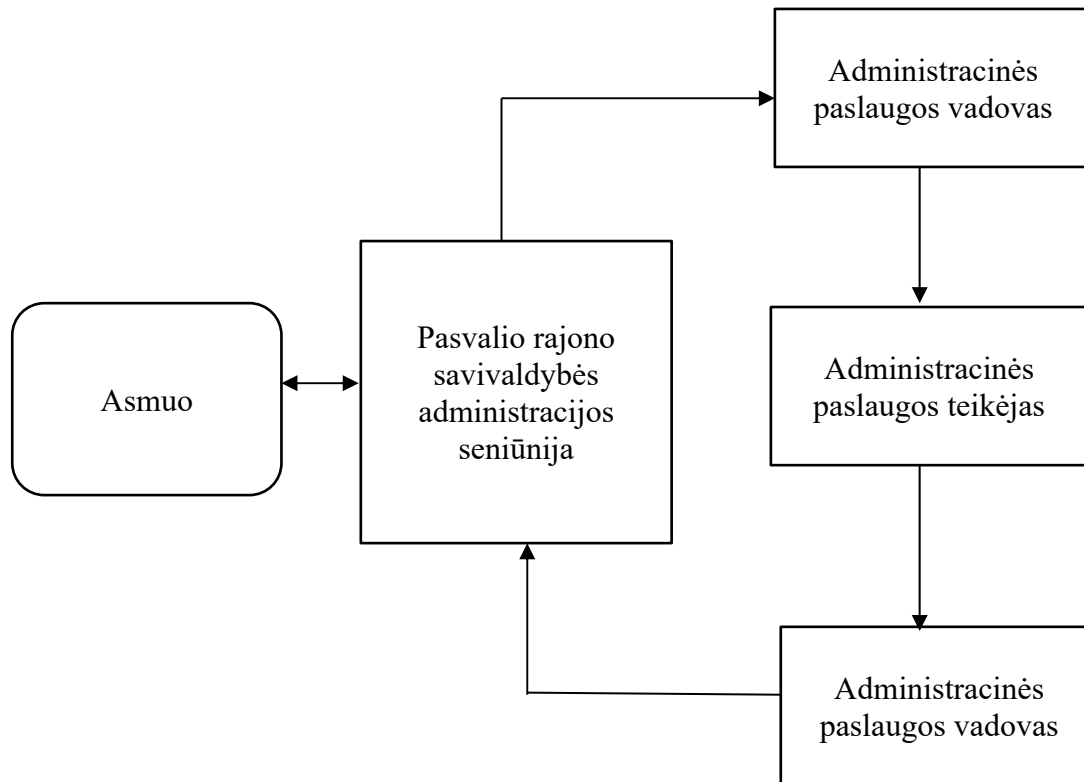 Administracinės
paslaugos vadovas
Asmuo
Pasvalio rajono
savivaldybės
administracijos
seniūnija
Administracinės
paslaugos teikėjas
Administracinės
paslaugos vadovas